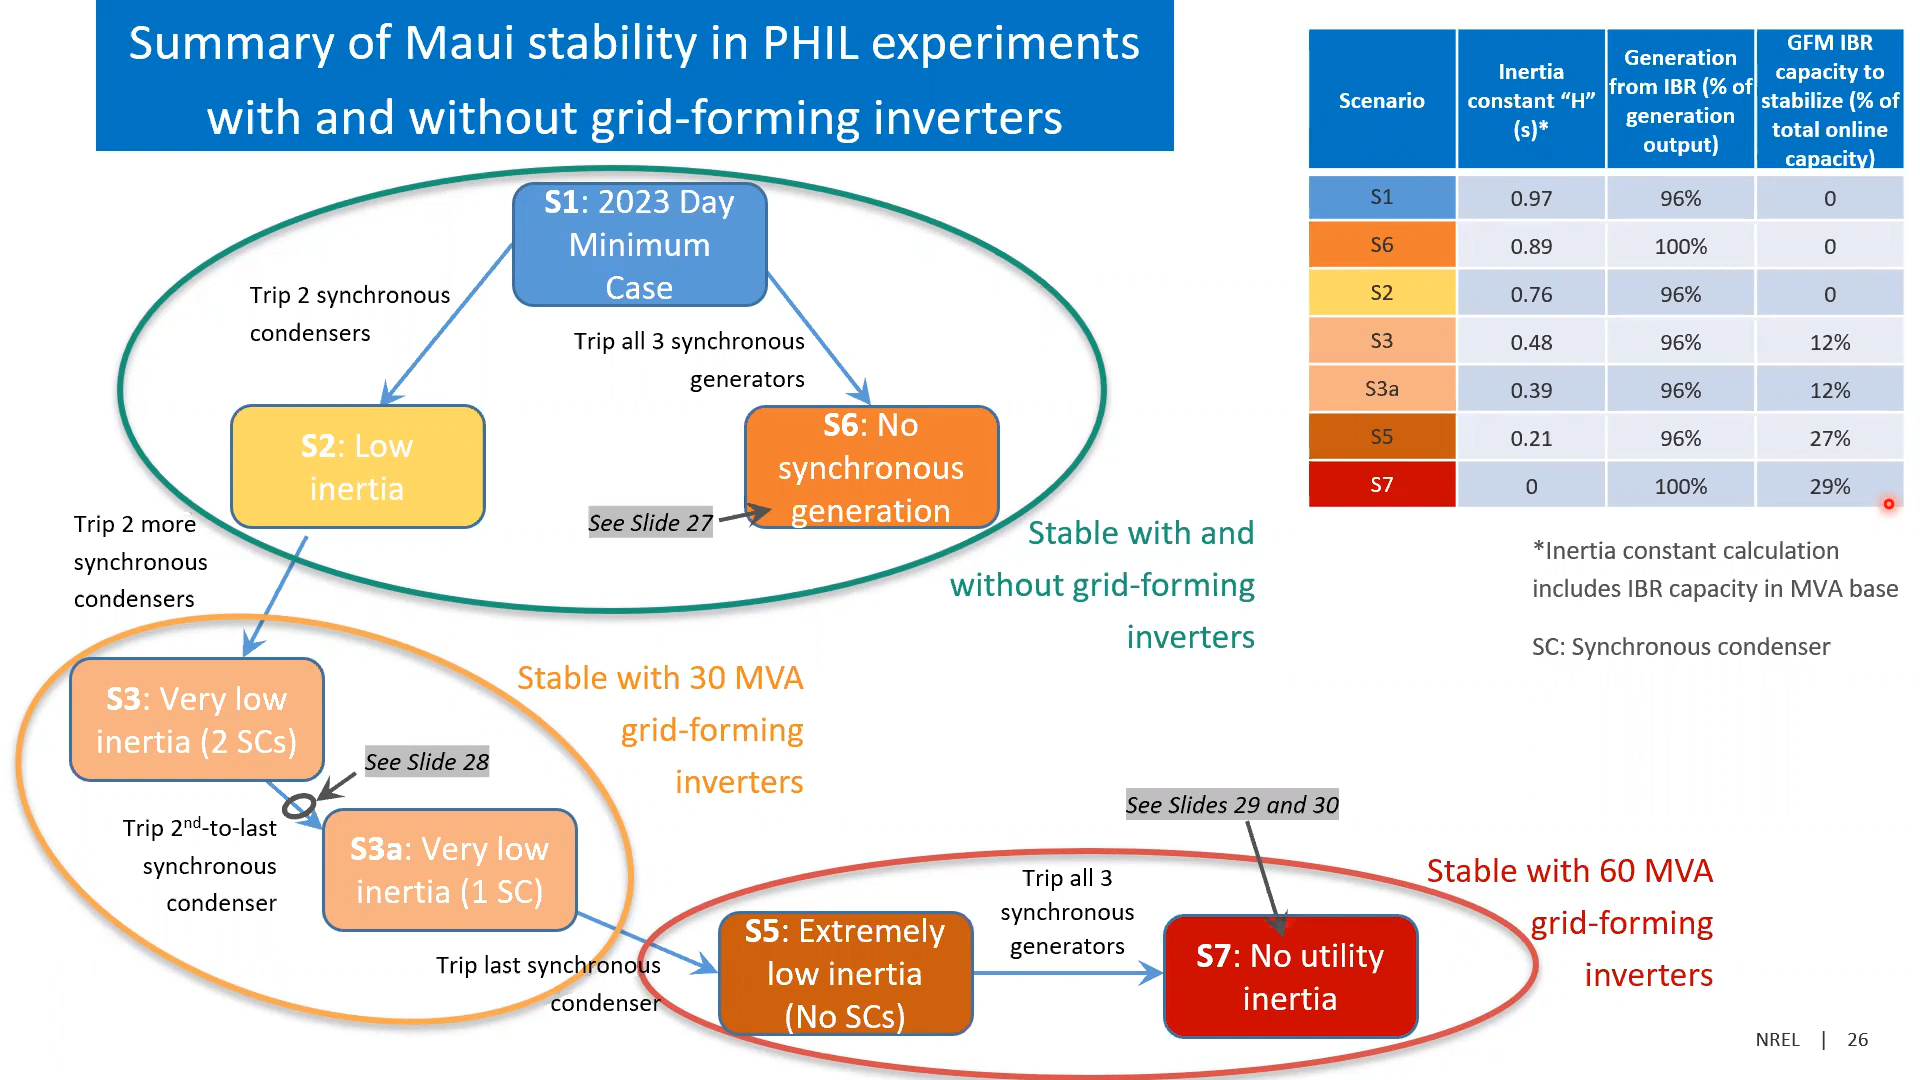 Summary of Maui stability in PHIL experiments
with and without grid-forming inverters
S1: 2023 Day
Minimum
Case
Trip 2 synchronous
condensers
Trip all 3 synchronous
generators
S2: Low
inertia
S6: No
synchronous
generation
See Slide 27
Stable with and
without grid-forming
inverters
Trip 2 more
synchronous
condensers
S3: Very low
inertia (2 SCs)
Stable with 30 MVA
grid-forming
inverters
See Slide 28
Trip 2nd-to-last
synchronous
condenser
S3a: Very low
inertia (1 SC)
Trip last synchronous
condenser
S5: Extremely
low inertia
(No SCs)
Trip all 3
synchronous
generators
See Slides 29 and 30
S7: No utility
inertia
Stable with 60 MVA
grid-forming
inverters
Scenario
Inertia
constant “H”
(s)*
Generation
from IBR (% of
generation
output)
GFM IBR
capacity to
stabilize (% of
total online
capacity)
S1 0.97 96% 0
S6 0.89 100% 0
S2 0.76 96% 0
S3 0.48 96% 12%
S3a 0.39 96% 12%
S5 0.21 96% 27%
S7 0 100% 29%
*Inertia constant calculation
includes IBR capacity in MVA base
SC: Synchronous condenser
NREL | 26